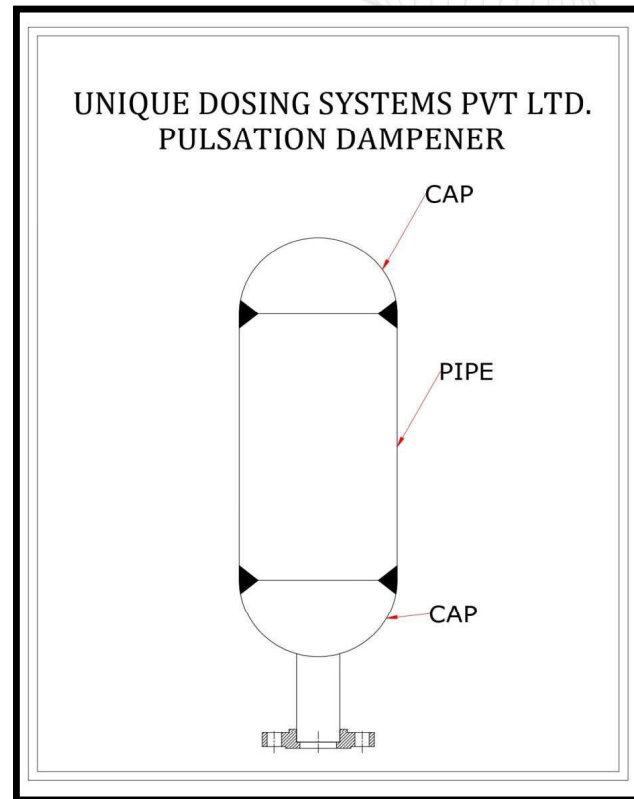 UNIQUE DOSING SYSTEMS PVT LTD.
PULSATION DAMPENER
CAP
PIPE
CAP